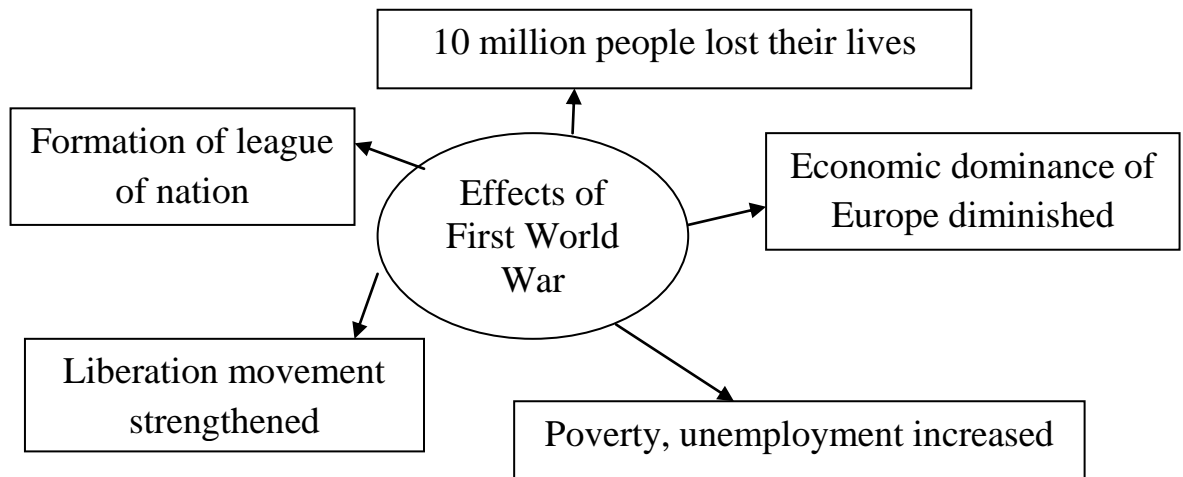 10 million people lost their lives
Formation of league
of nation
Effects of
First World
War
Economic dominance of
Europe diminished
Liberation movement
strengthened
Poverty, unemployment increased